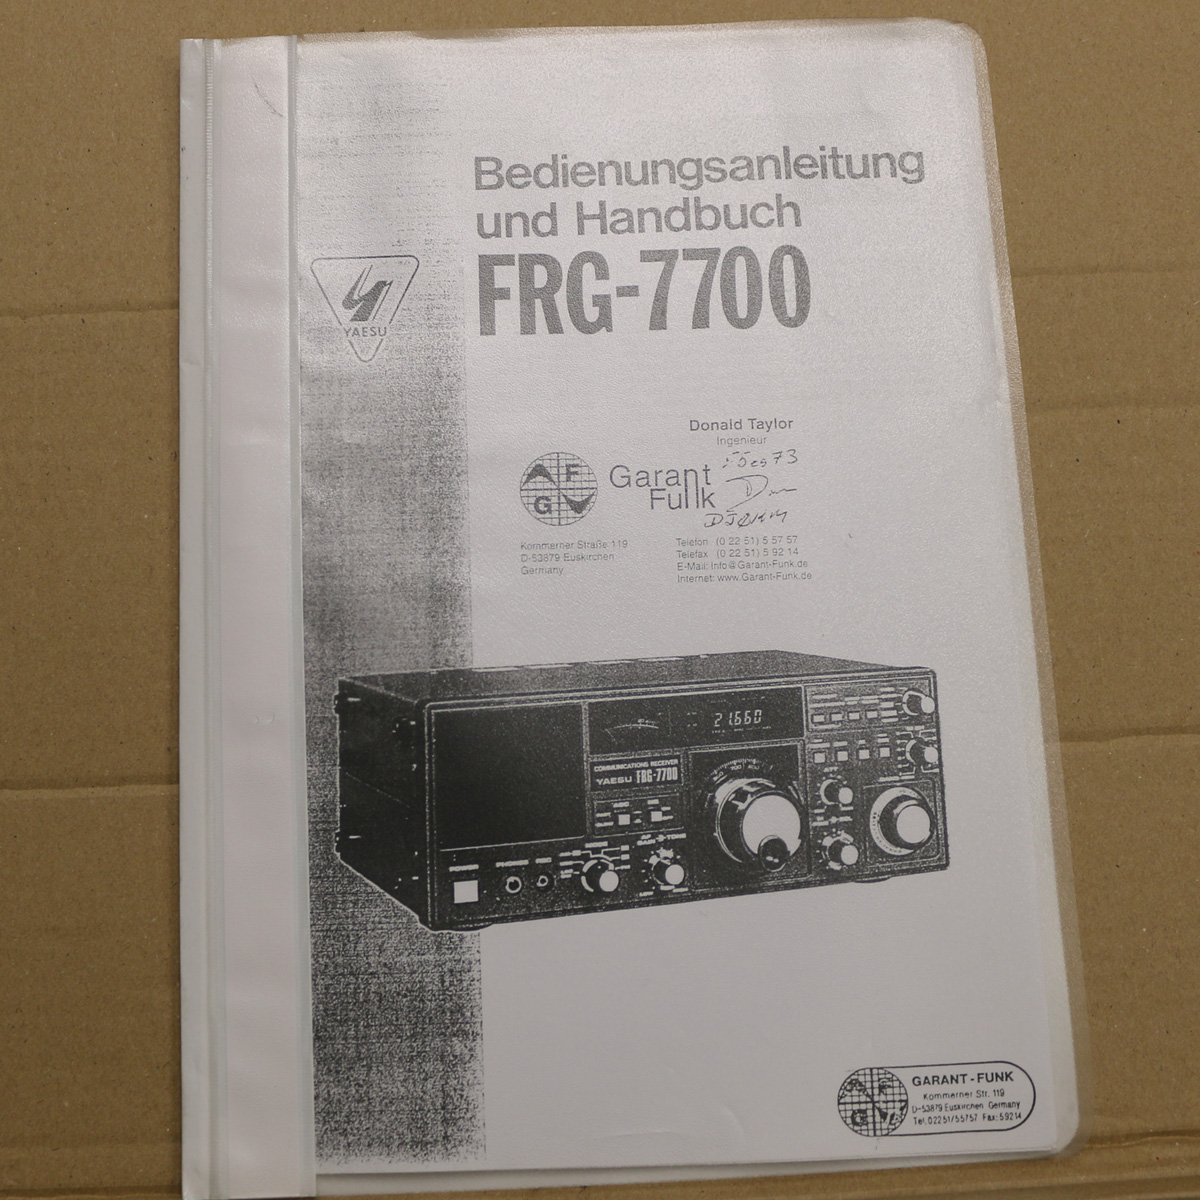 Bedienungsanleitung
und Handbuch
FRG-7700
YAESU
Donald Taylor
Ingenieur
F
G
Garant
Funk
Kommerner Straße 119
D-53879 Euskirchen
Germany
Telefon (0 22 51) 5 57 57
Telefax (0 22 51) 5 92 14
E-Mail: Info@Garant-Funk.de
Internet: www.Garant-Funk.de
21.660
COMMUNICATIONS RECEIVER
YAESU FRG-7700
TONE
GARANT-FUNK
Kommerner Str. 119
D-53879 Euskirchen Germany
Tel.02251/55757 Fax:59214